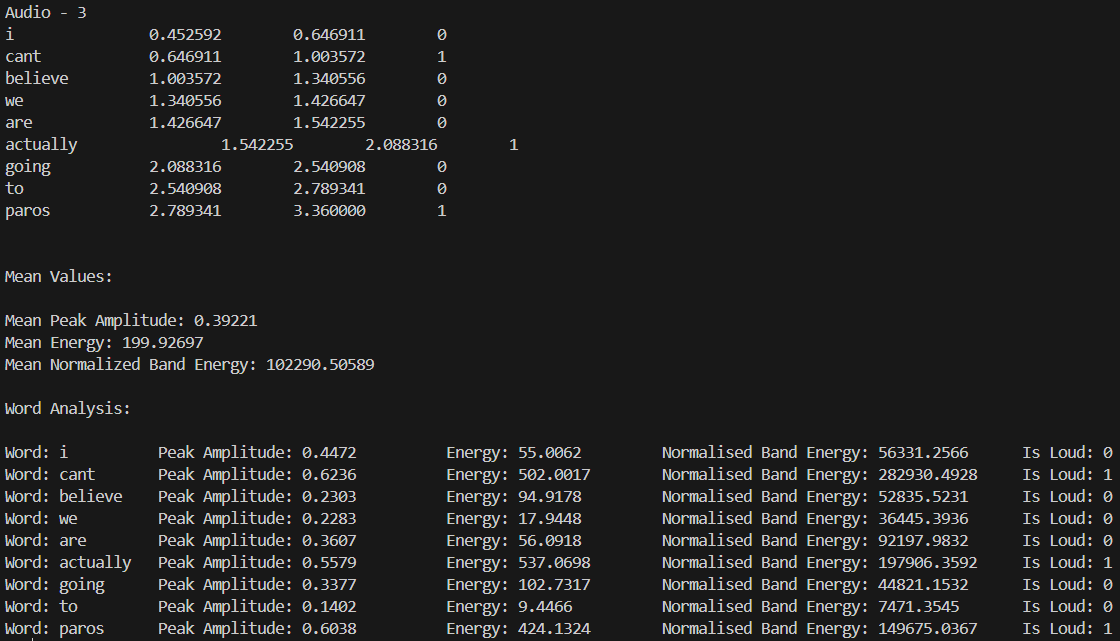 Audio - 3
i 0.452592 0.646911 0
cant 0.646911 1.003572 1
believe 1.003572 1.340556 0
we 1.340556 1.426647 0
are 1.426647 1.542255 0
actually 1.542255 2.088316 1
going 2.088316 2.540908 0
to 2.540908 2.789341 0
paros 2.789341 3.360000 1
Mean Values:
Mean Peak Amplitude: 0.39221
Mean Energy: 199.92697
Mean Normalized Band Energy: 102290.50589
Word Analysis:
Word: i Peak Amplitude: 0.4472 Energy: 55.0062 Normalised Band Energy: 56331.2566 Is Loud: 0
Word: cant Peak Amplitude: 0.6236 Energy: 502.0017 Normalised Band Energy: 282930.4928 Is Loud: 1
Word: believe Peak Amplitude: 0.2303 Energy: 94.9178 Normalised Band Energy: 52835.5231 Is Loud: 0
Word: we Peak Amplitude: 0.2283 Energy: 17.9448 Normalised Band Energy: 36445.3936 Is Loud: 0
Word: are Peak Amplitude: 0.3607 Energy: 56.0918 Normalised Band Energy: 92197.9832 Is Loud: 0
Word: actually Peak Amplitude: 0.5579 Energy: 537.0698 Normalised Band Energy: 197906.3592 Is Loud: 1
Word: going Peak Amplitude: 0.3377 Energy: 102.7317 Normalised Band Energy: 44821.1532 Is Loud: 0
Word: to Peak Amplitude: 0.1402 Energy: 9.4466 Normalised Band Energy: 7471.3545 Is Loud: 0
Word: paros Peak Amplitude: 0.6038 Energy: 424.1324 Normalised Band Energy: 149675.0367 Is Loud: 1